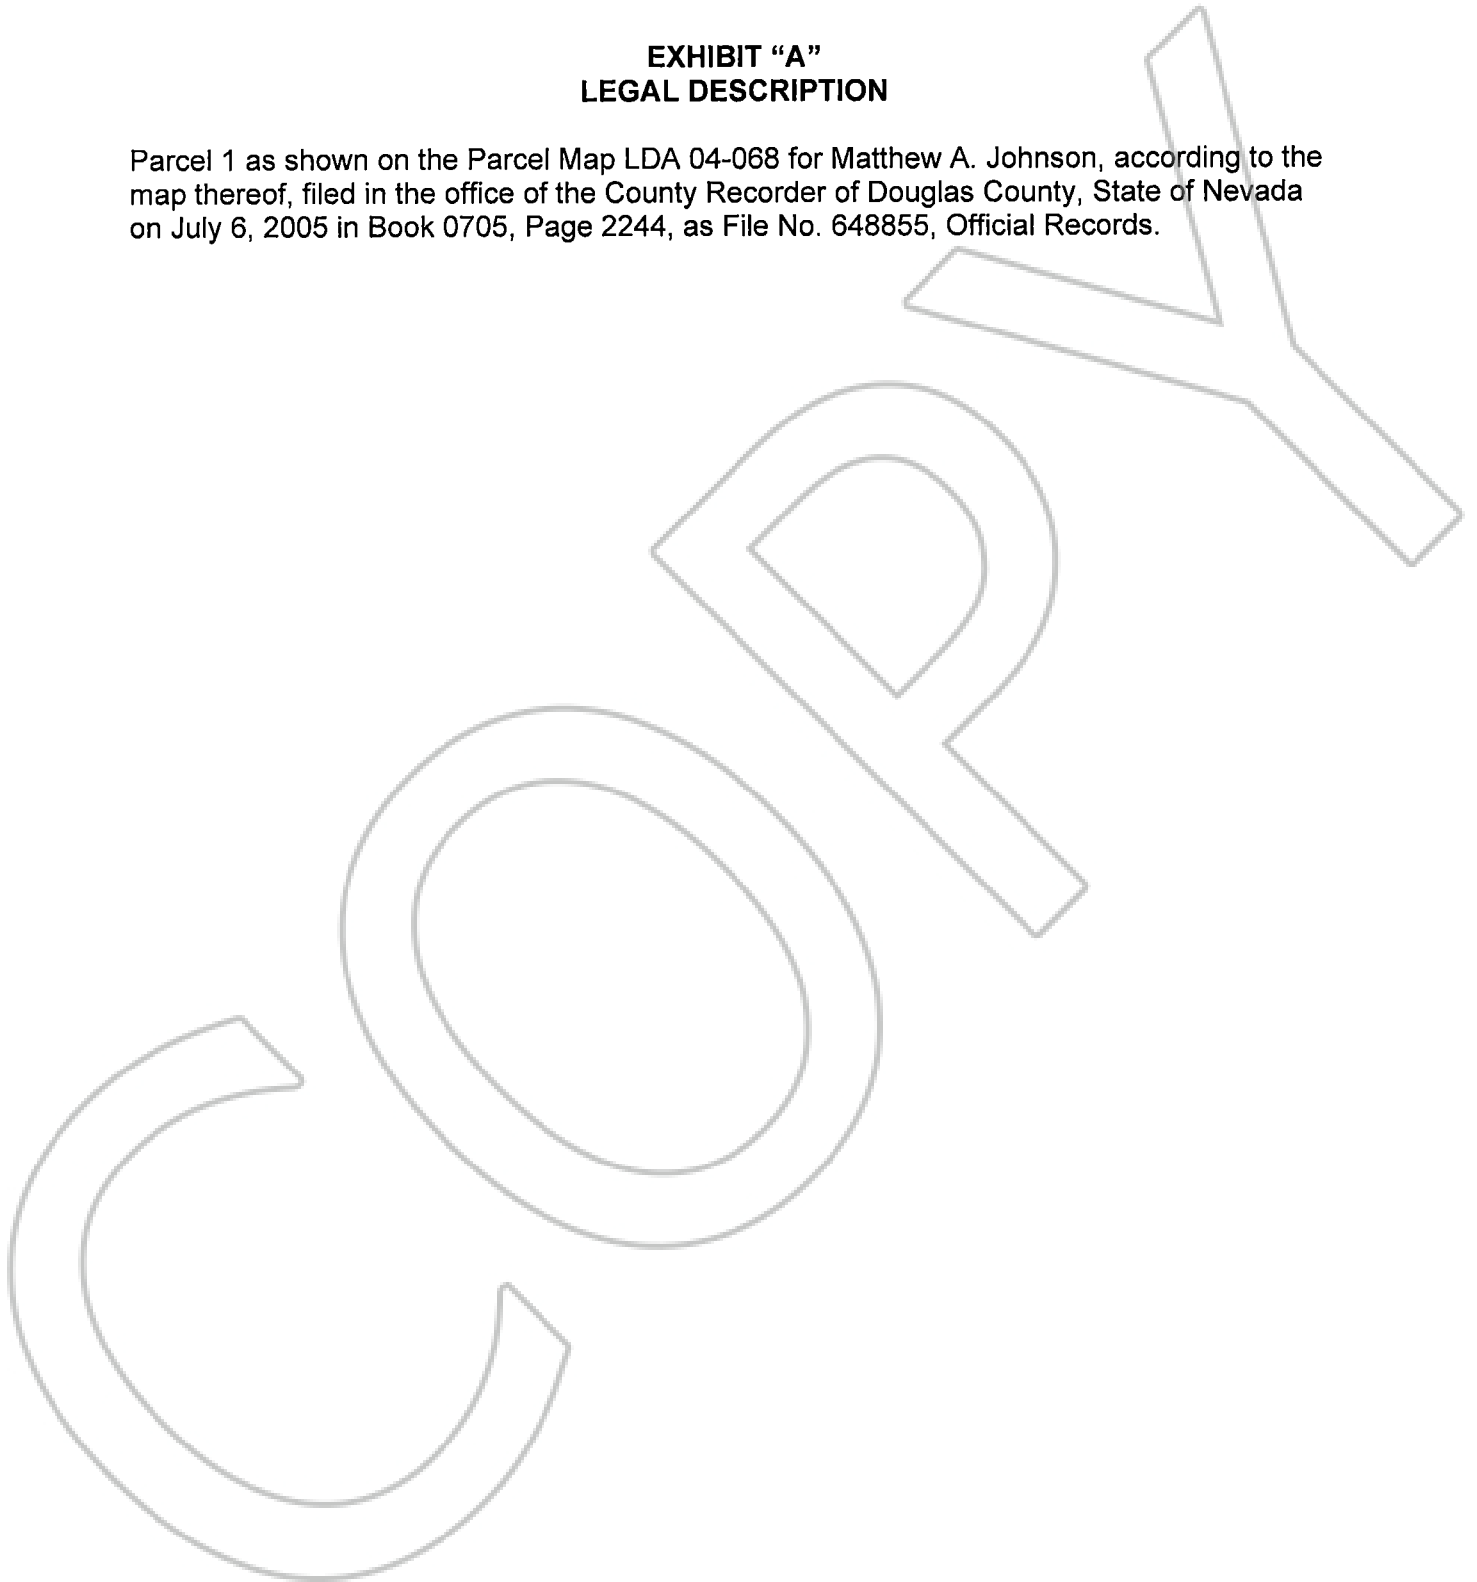 EXHIBIT “A”
LEGAL DESCRIPTION
Parcel 1 as shown on the Parcel Map LDA 04-068 for Matthew A. Johnson, according to the
map thereof, filed in the office of the County Recorder of Douglas County, State of Nevada
on July 6, 2005 in Book 0705, Page 2244, as File No. 648855, Official Records.
COPY